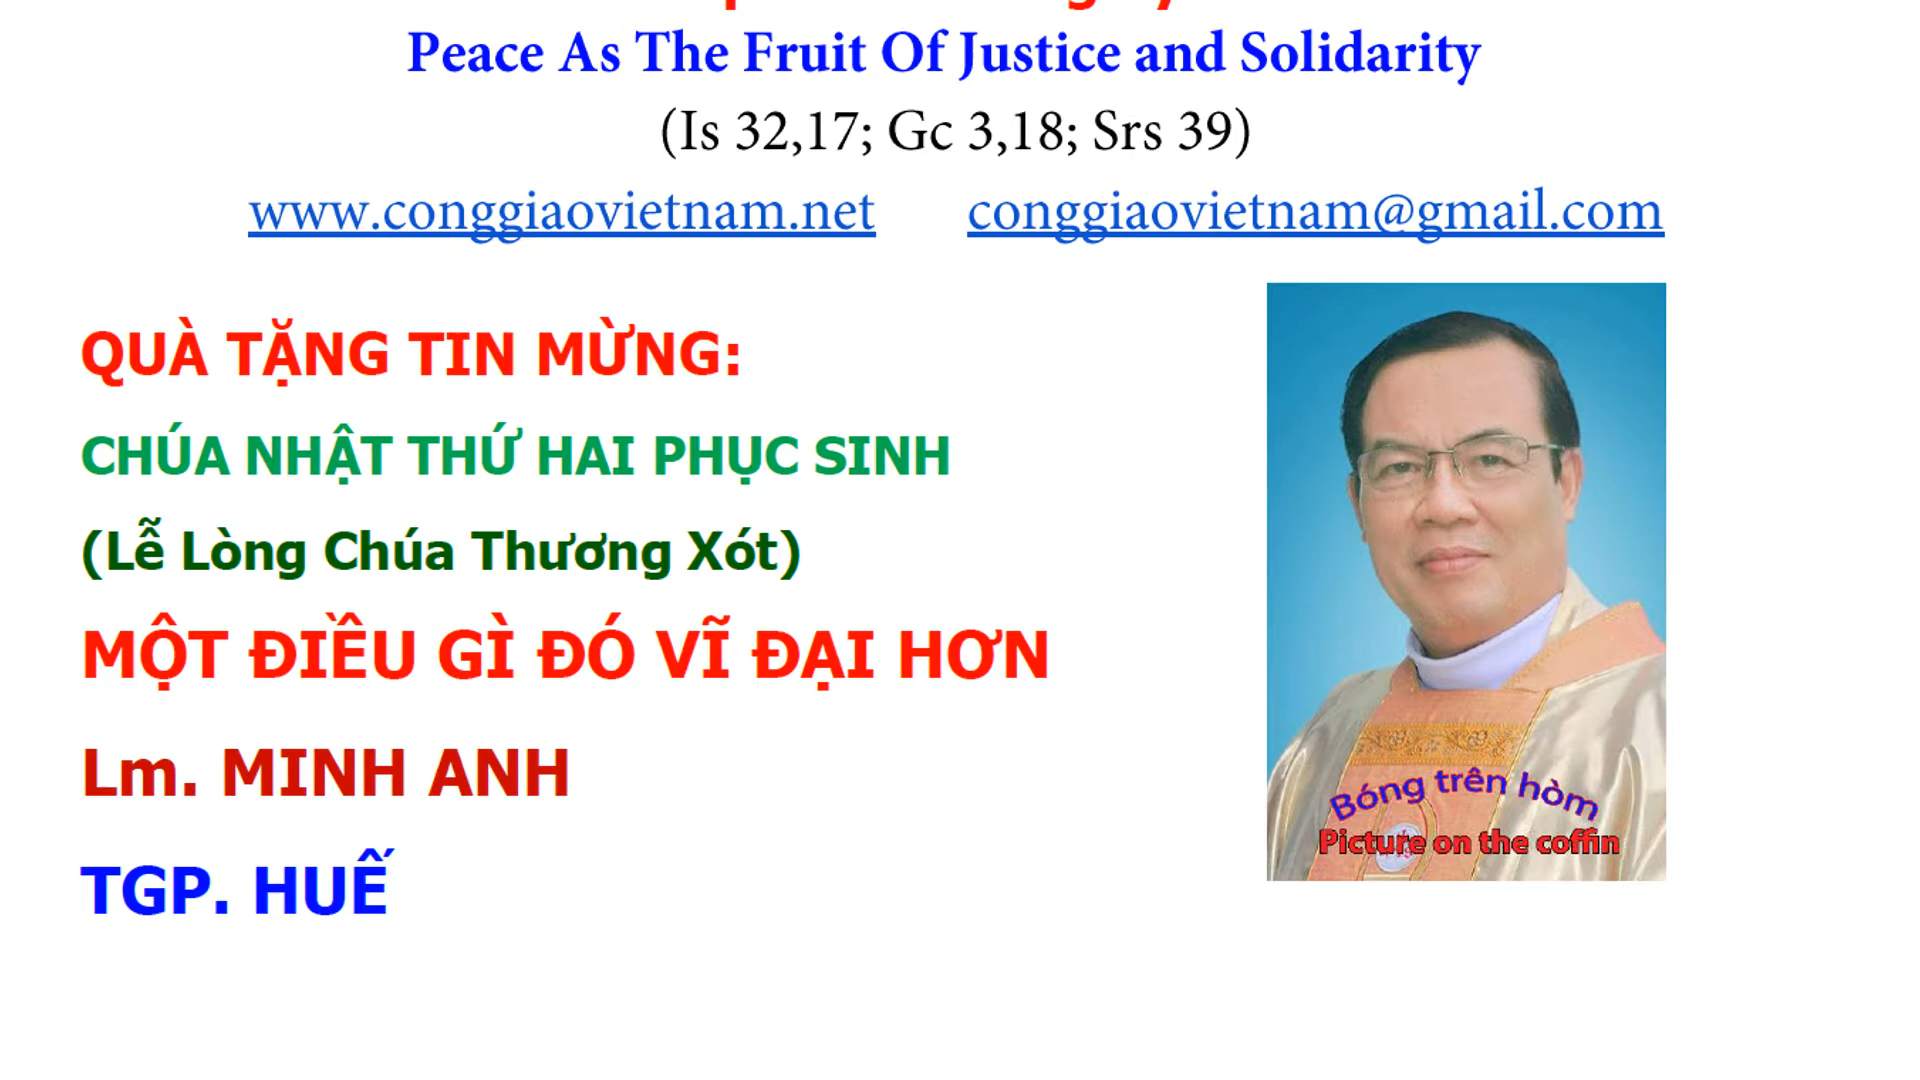 Peace As The Fruit Of Justice and Solidarity
(Is 32,17; Gc 3,18; Srs 39)
www.conggiaovietnam.net conggiaovietnam@gmail.com
QUÀ TẶNG TIN MỪNG:
CHÚA NHẬT THỨ HAI PHỤC SINH
(Lễ Lòng Chúa Thương Xót)
MỘT ĐIỀU GÌ ĐÓ VĨ ĐẠI HƠN
Lm. MINH ANH
TGP. HUẾ
Bóng trên hòm
Picture on the coffin